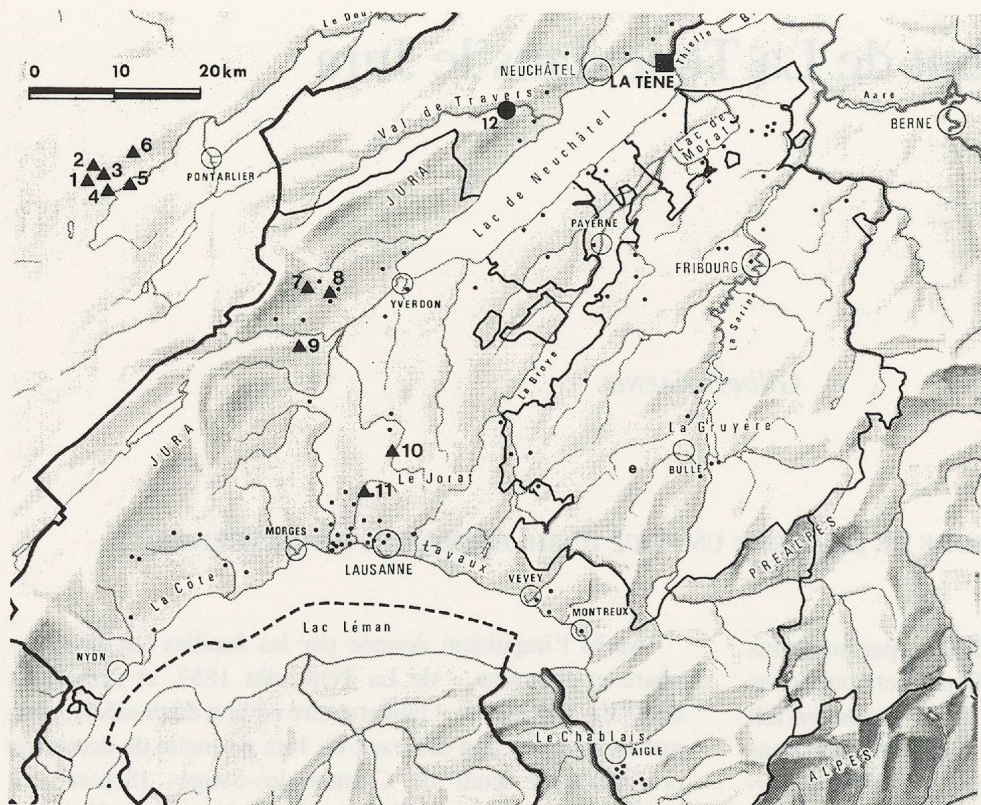 Le Dou
0 10 20 km
NEUCHÂTEL
LA TÈNE
Thielle
B
Aare
BERNE
Val de Travers
12
Lac de Morat
6
2
3
1
5
4
PONTARLIER
JURA
Lac de Neuchâtel
PAYERNE
FRIBOURG
La Sarine
7
8
YVERDON
9
La Broye
JURA
10
Le Jorat
11
La Gruyère
e
BULLE
MORGES
LAUSANNE
Lavaux
PRÉALPES
La Côte
VEVEY
MONTREUX
Lac Léman
NYON
Le Chablais
AIGLE
ALPES